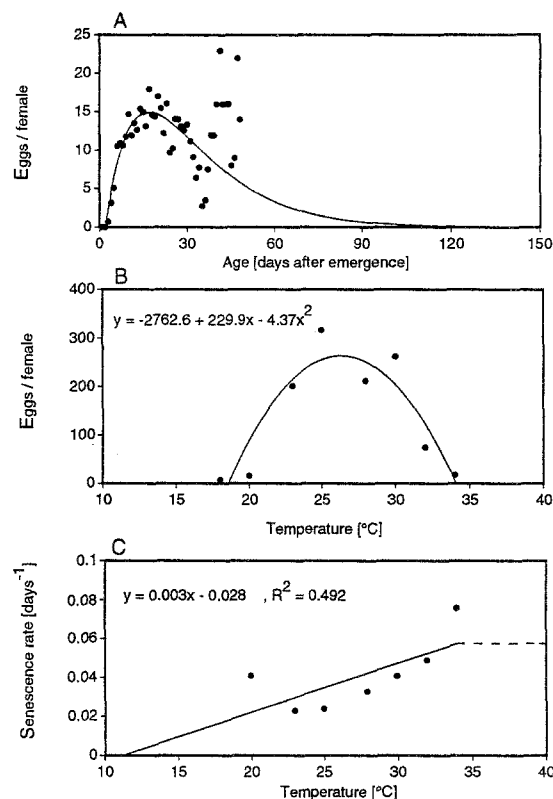 A
25
20
15
10
5
0
Eggs / female
0 30 60 90 120 150
Age [days after emergence]
B
400
300
200
100
0
Eggs / female
y = -2762.6 + 229.9x - 4.37x²
10 15 20 25 30 35 40
Temperature [°C]
C
0.1
0.08
0.06
0.04
0.02
0
Senescence rate [days⁻¹]
y = 0.003x - 0.028 , R² = 0.492
10 15 20 25 30 35 40
Temperature [°C]